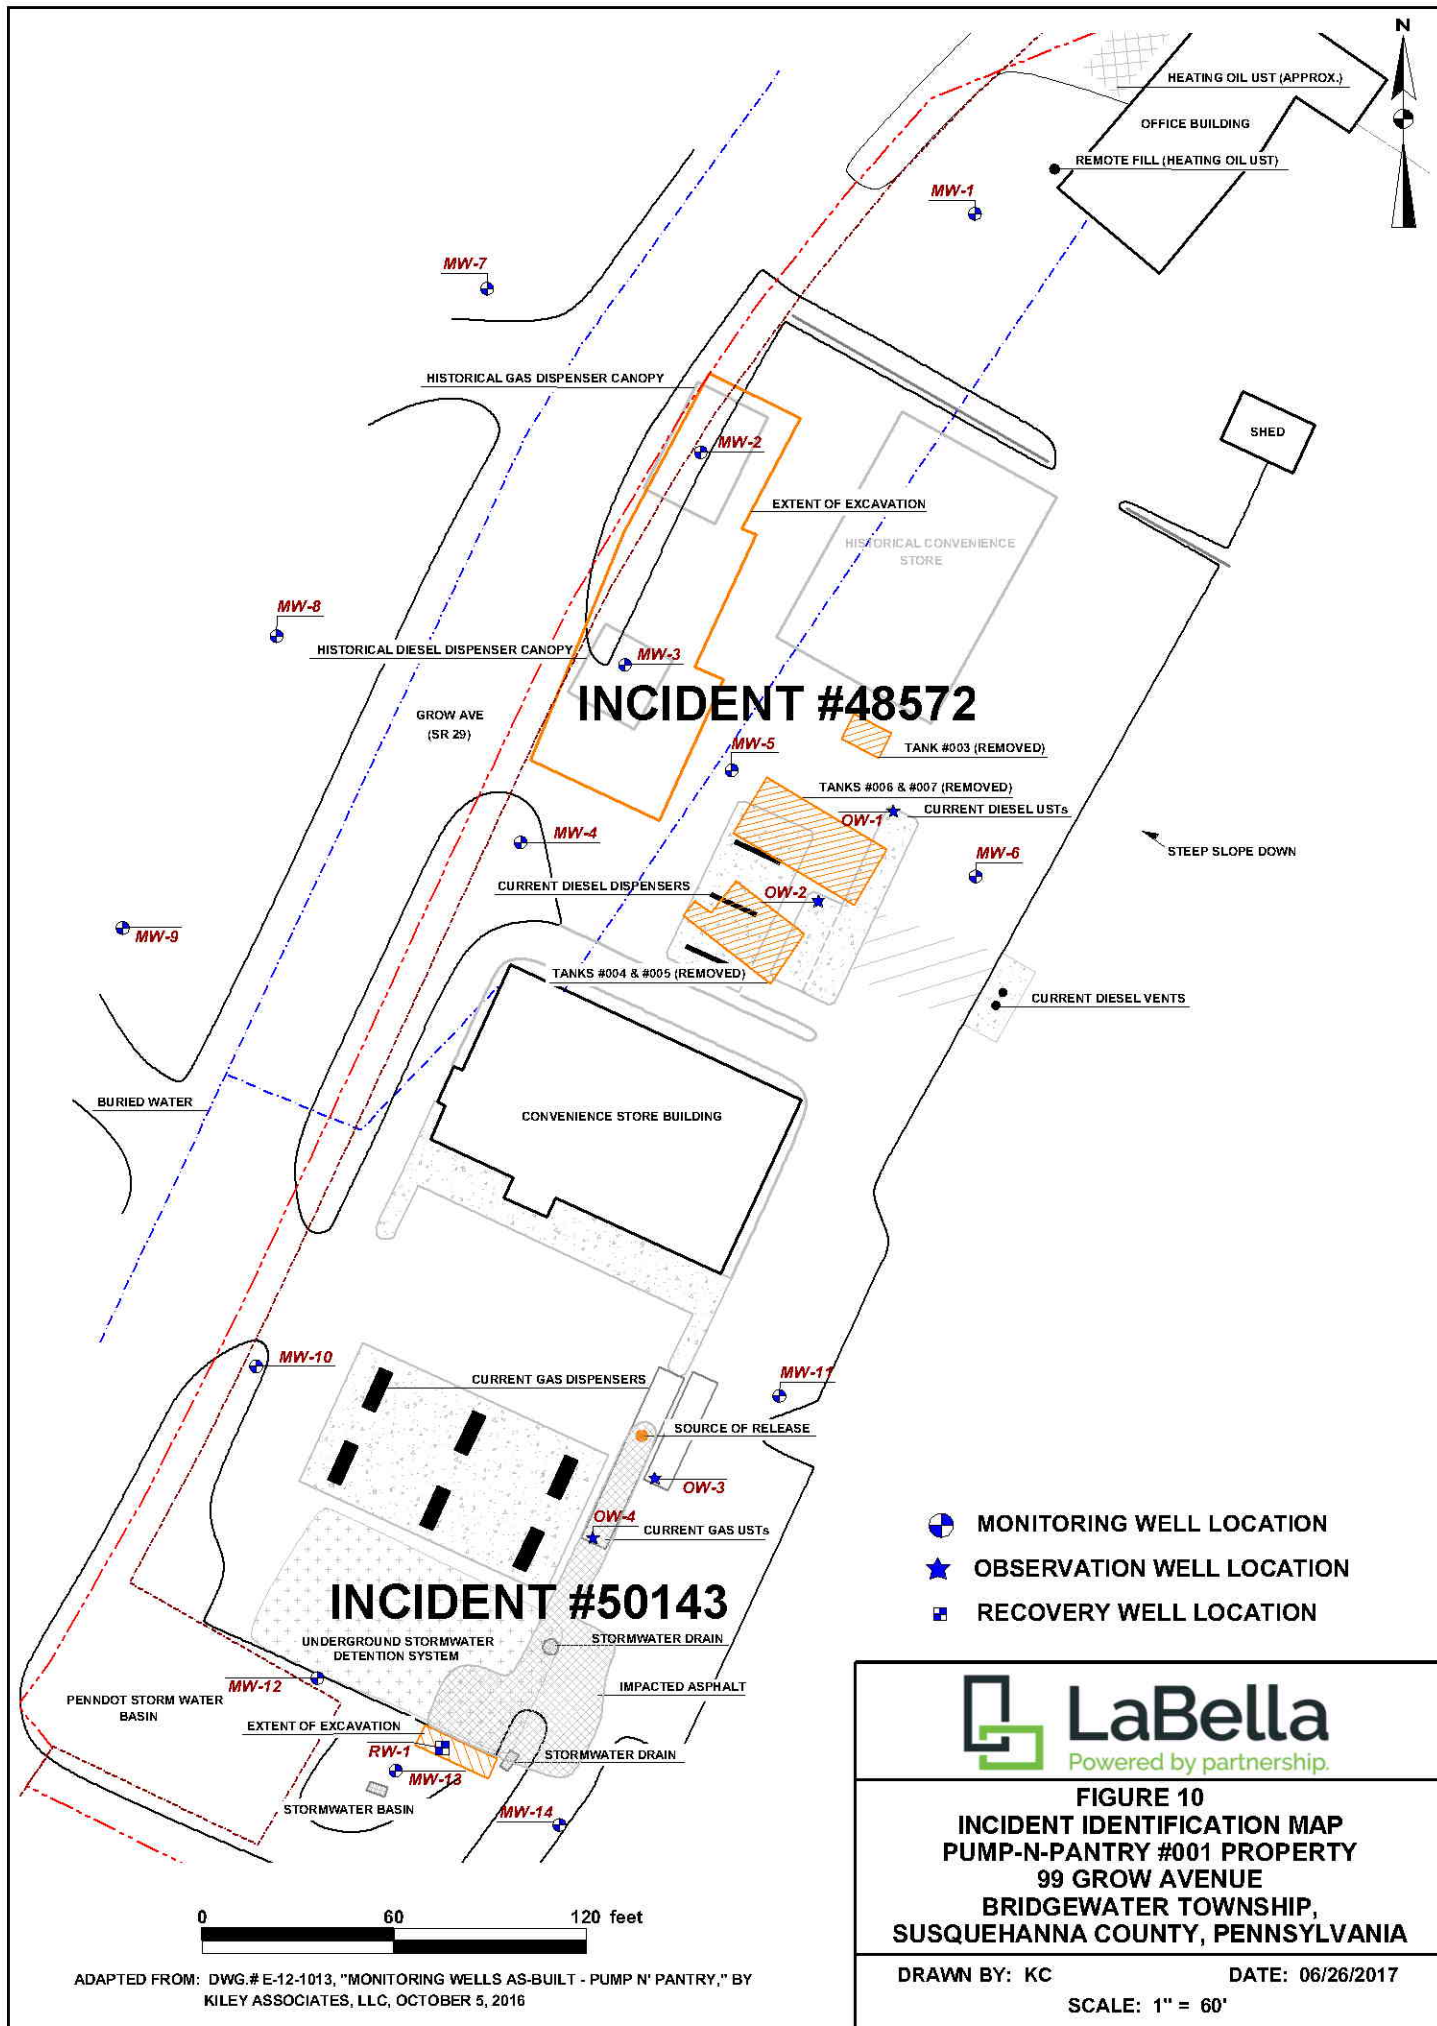 N
HEATING OIL UST (APPROX.)
OFFICE BUILDING
REMOTE FILL (HEATING OIL UST)
MW-1
MW-7
HISTORICAL GAS DISPENSER CANOPY
MW-2
SHED
EXTENT OF EXCAVATION
HISTORICAL CONVENIENCE
STORE
MW-8
HISTORICAL DIESEL DISPENSER CANOPY
MW-3
INCIDENT #48572
GROW AVE
(SR 29)
MW-5
TANK #003 (REMOVED)
TANKS #006 & #007 (REMOVED)
OW-1
CURRENT DIESEL USTs
MW-4
MW-6
STEEP SLOPE DOWN
CURRENT DIESEL DISPENSERS
OW-2
MW-9
TANKS #004 & #005 (REMOVED)
CURRENT DIESEL VENTS
BURIED WATER
CONVENIENCE STORE BUILDING
MW-10
CURRENT GAS DISPENSERS
MW-11
SOURCE OF RELEASE
OW-3
OW-4
CURRENT GAS USTs
MONITORING WELL LOCATION
OBSERVATION WELL LOCATION
RECOVERY WELL LOCATION
INCIDENT #50143
UNDERGROUND STORMWATER
DETENTION SYSTEM
STORMWATER DRAIN
MW-12
IMPACTED ASPHALT
PENNDOT STORM WATER
BASIN
EXTENT OF EXCAVATION
RW-1
STORMWATER DRAIN
MW-13
STORMWATER BASIN
MW-14
LaBella
Powered by partnership.
FIGURE 10
INCIDENT IDENTIFICATION MAP
PUMP-N-PANTRY #001 PROPERTY
99 GROW AVENUE
BRIDGEWATER TOWNSHIP,
SUSQUEHANNA COUNTY, PENNSYLVANIA
0 60 120 feet
ADAPTED FROM: DWG.# E-12-1013, "MONITORING WELLS AS-BUILT - PUMP N' PANTRY," BY
KILEY ASSOCIATES, LLC, OCTOBER 5, 2016
DRAWN BY: KC DATE: 06/26/2017
SCALE: 1" = 60'